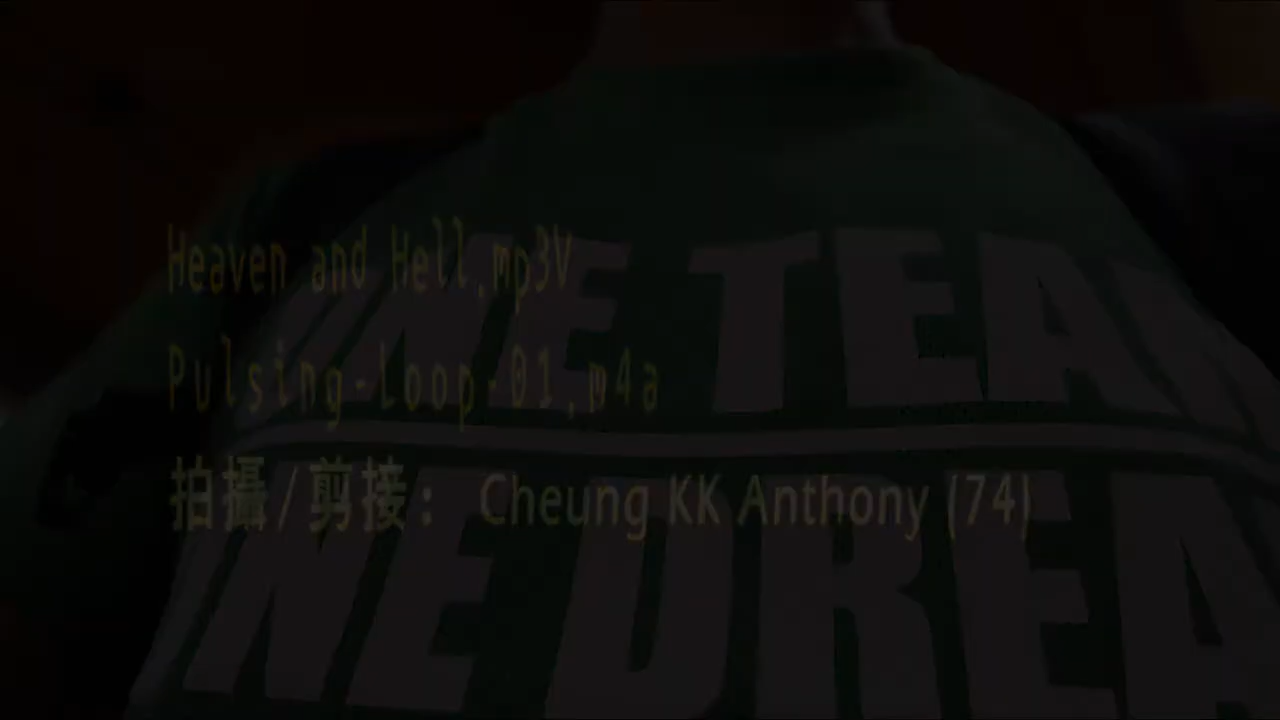 Heaven and Hell.mp3V
Pulsing-Loop-01.m4a
拍攝/剪接： Cheung KK Anthony (74)
ONE TEA
ONE DREA